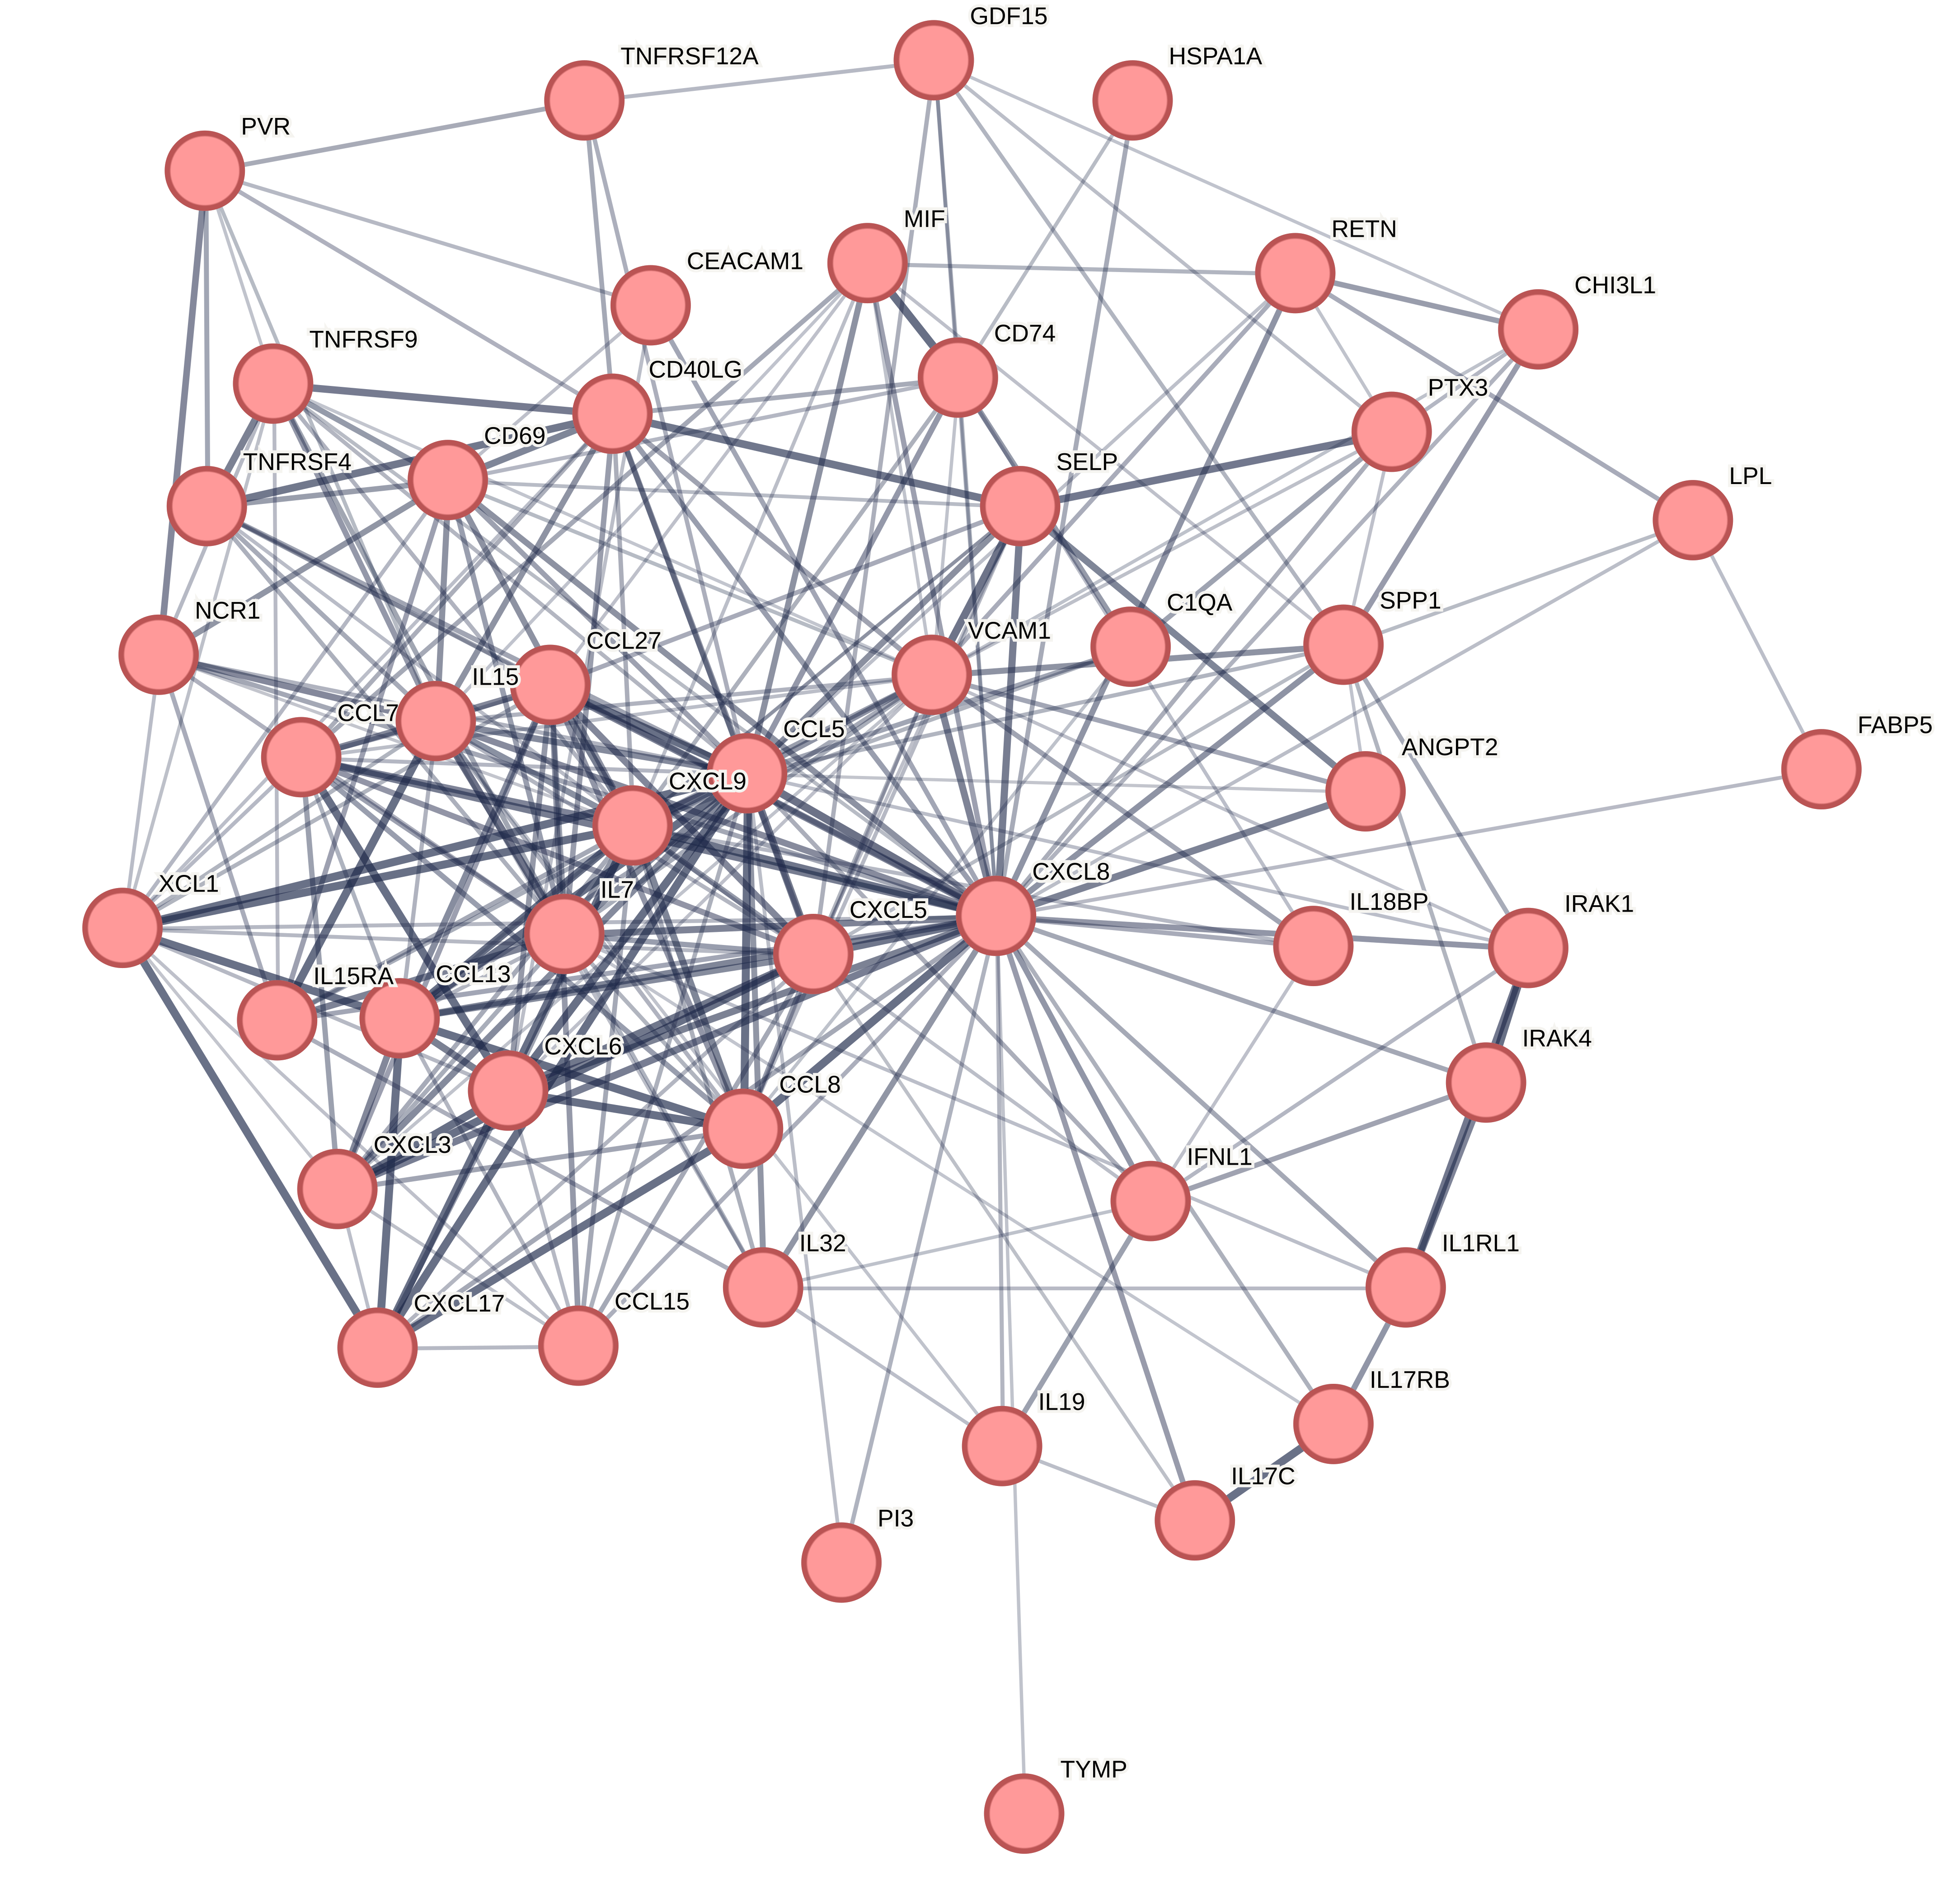 GDF15
TNFRSF12A
HSPA1A
PVR
MIF
RETN
CEACAM1
CHI3L1
TNFRSF9
CD74
CD40LG
PTX3
CD69
TNFRSF4
SELP
LPL
NCR1
C1QA
SPP1
CCL27
VCAM1
IL15
CCL7
CCL5
FABP5
ANGPT2
CXCL9
CXCL8
XCL1
IL7
IL18BP
IRAK1
CXCL5
IL15RA
CCL13
IRAK4
CXCL6
CCL8
CXCL3
IFNL1
IL32
IL1RL1
CXCL17
CCL15
IL17RB
IL19
IL17C
PI3
TYMP